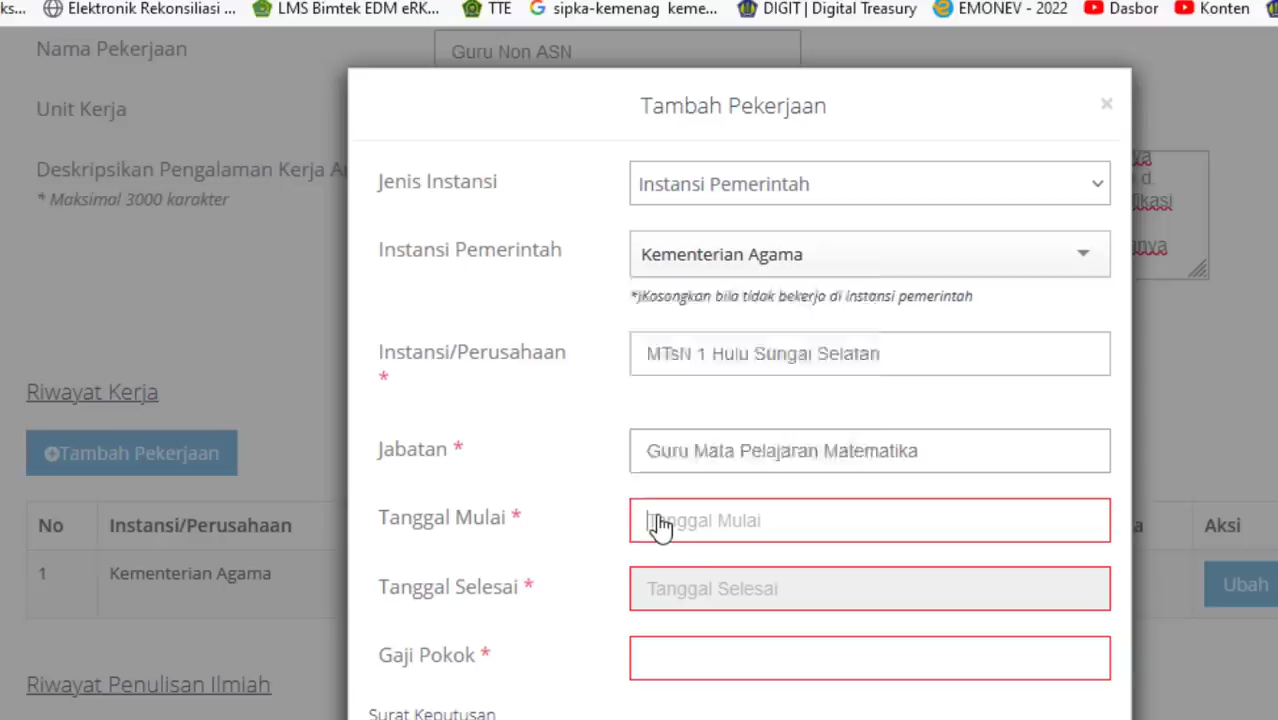 ks... Elektronik Rekonsiliasi ... LMS Bimtek EDM eRK... TTE sipka-kemenag keme... DIGIT | Digital Treasury EMONEV - 2022 Dasbor Konten
Nama Pekerjaan
Guru Non ASN
Tambah Pekerjaan ×
Unit Kerja
Deskripsikan Pengalaman Kerja
* Maksimal 3000 karakter
ya
d.
ikasi
nya
Jenis Instansi
Instansi Pemerintah
Instansi Pemerintah
Kementerian Agama
*)Kosongkan bila tidak bekerja di instansi pemerintah
Instansi/Perusahaan
*
MTsN 1 Hulu Sungai Selatan
Jabatan *
Guru Mata Pelajaran Matematika
Tanggal Mulai *
Tanggal Mulai
Tanggal Selesai *
Tanggal Selesai
Gaji Pokok *
Surat Keputusan
Riwayat Kerja
Tambah Pekerjaan
No Instansi/Perusahaan a Aksi
1 Kementerian Agama Ubah
Riwayat Penulisan Ilmiah